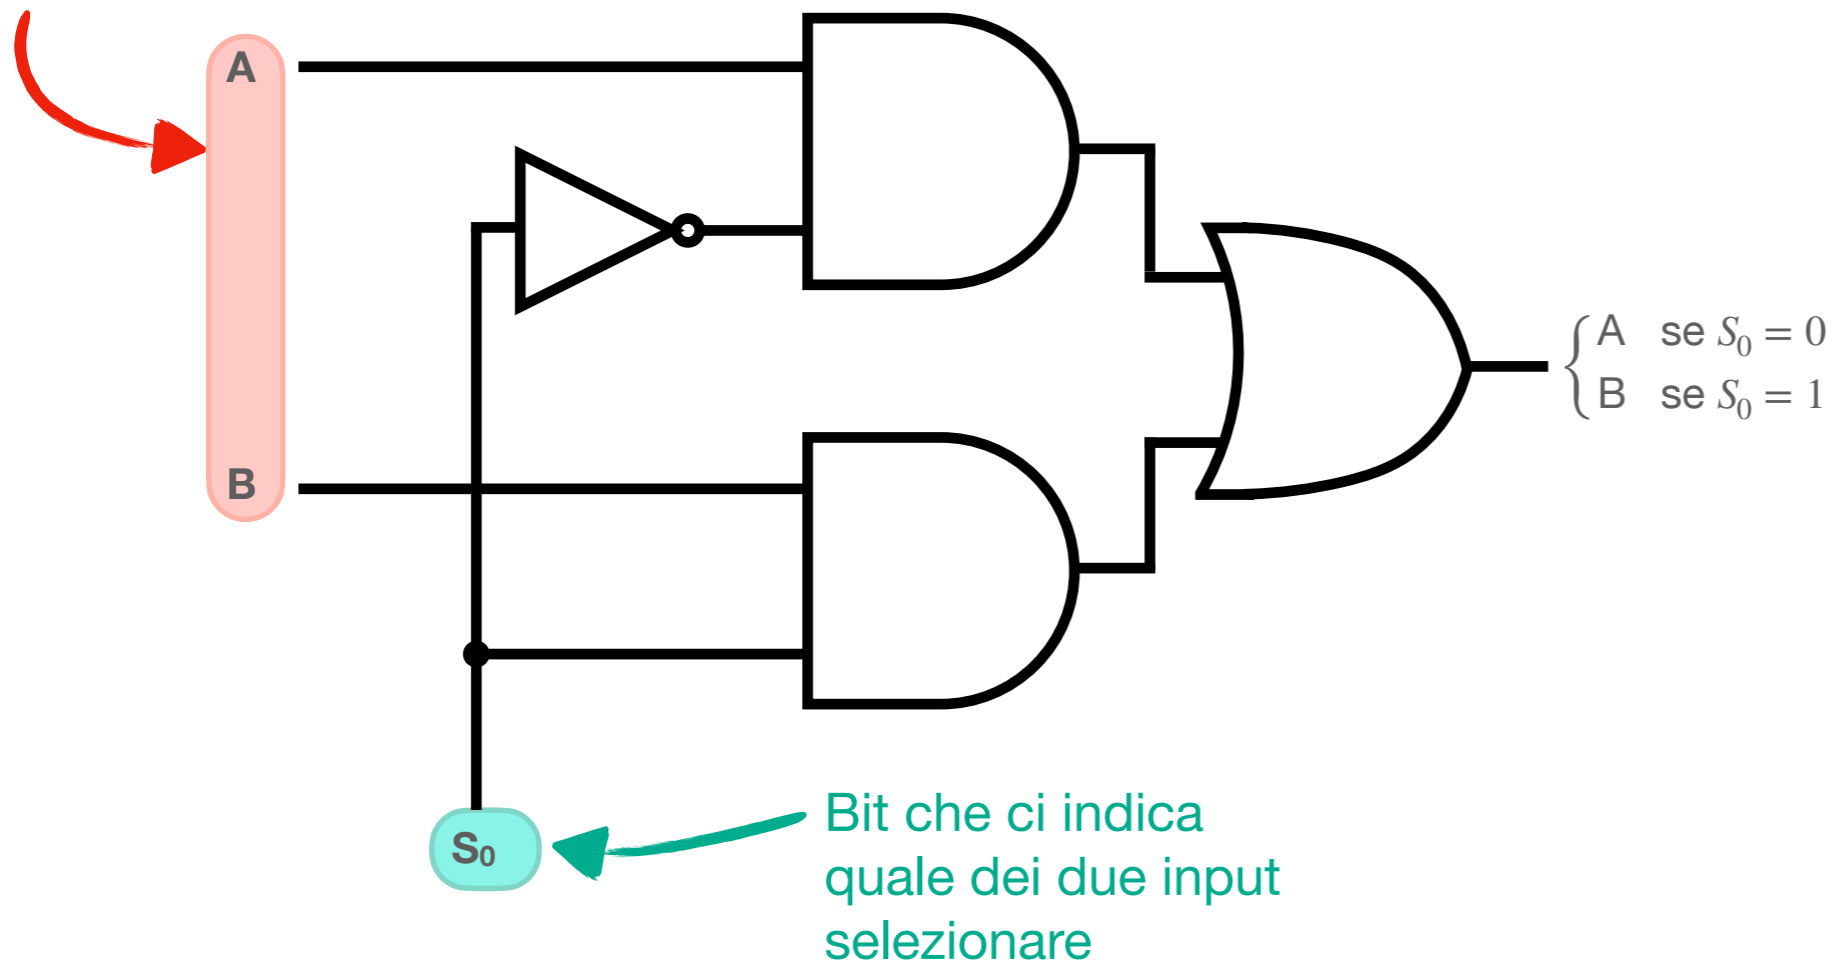 A
B
A se S₀ = 0
B se S₀ = 1
S₀
Bit che ci indica
quale dei due input
selezionare